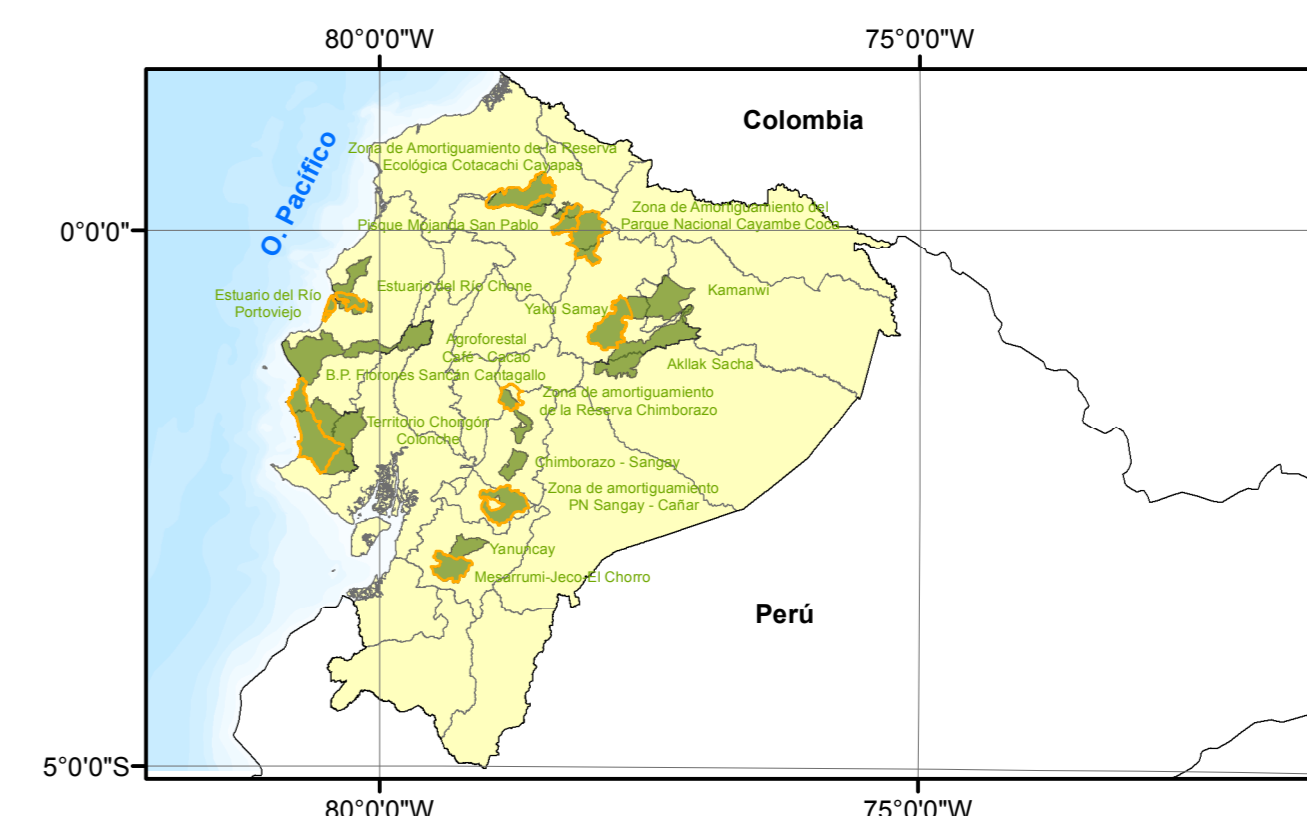 80°0'0"W
75°0'0"W
Colombia
O. Pacífico
Zona de Amortiguamiento de la Reserva
Ecológica Cotacachi Cayapas
Zona de Amortiguamiento del
Parque Nacional Cayambe Coca
Pisque Mojanda San Pablo
0°0'0"
Estuario del Río Chone
Estuario del Río
Portoviejo
Kamanwi
Yaku Samay
Agroforestal
Café - Cacao
Akllak Sacha
B.P. Florones Sancán Cantagallo
Zona de amortiguamiento
de la Reserva Chimborazo
Territorio Chongón
Colonche
Chimborazo - Sangay
Zona de amortiguamiento
PN Sangay - Cañar
Yanuncay
Mesarrumi-Jeco-El Chorro
Perú
5°0'0"S
80°0'0"W
75°0'0"W